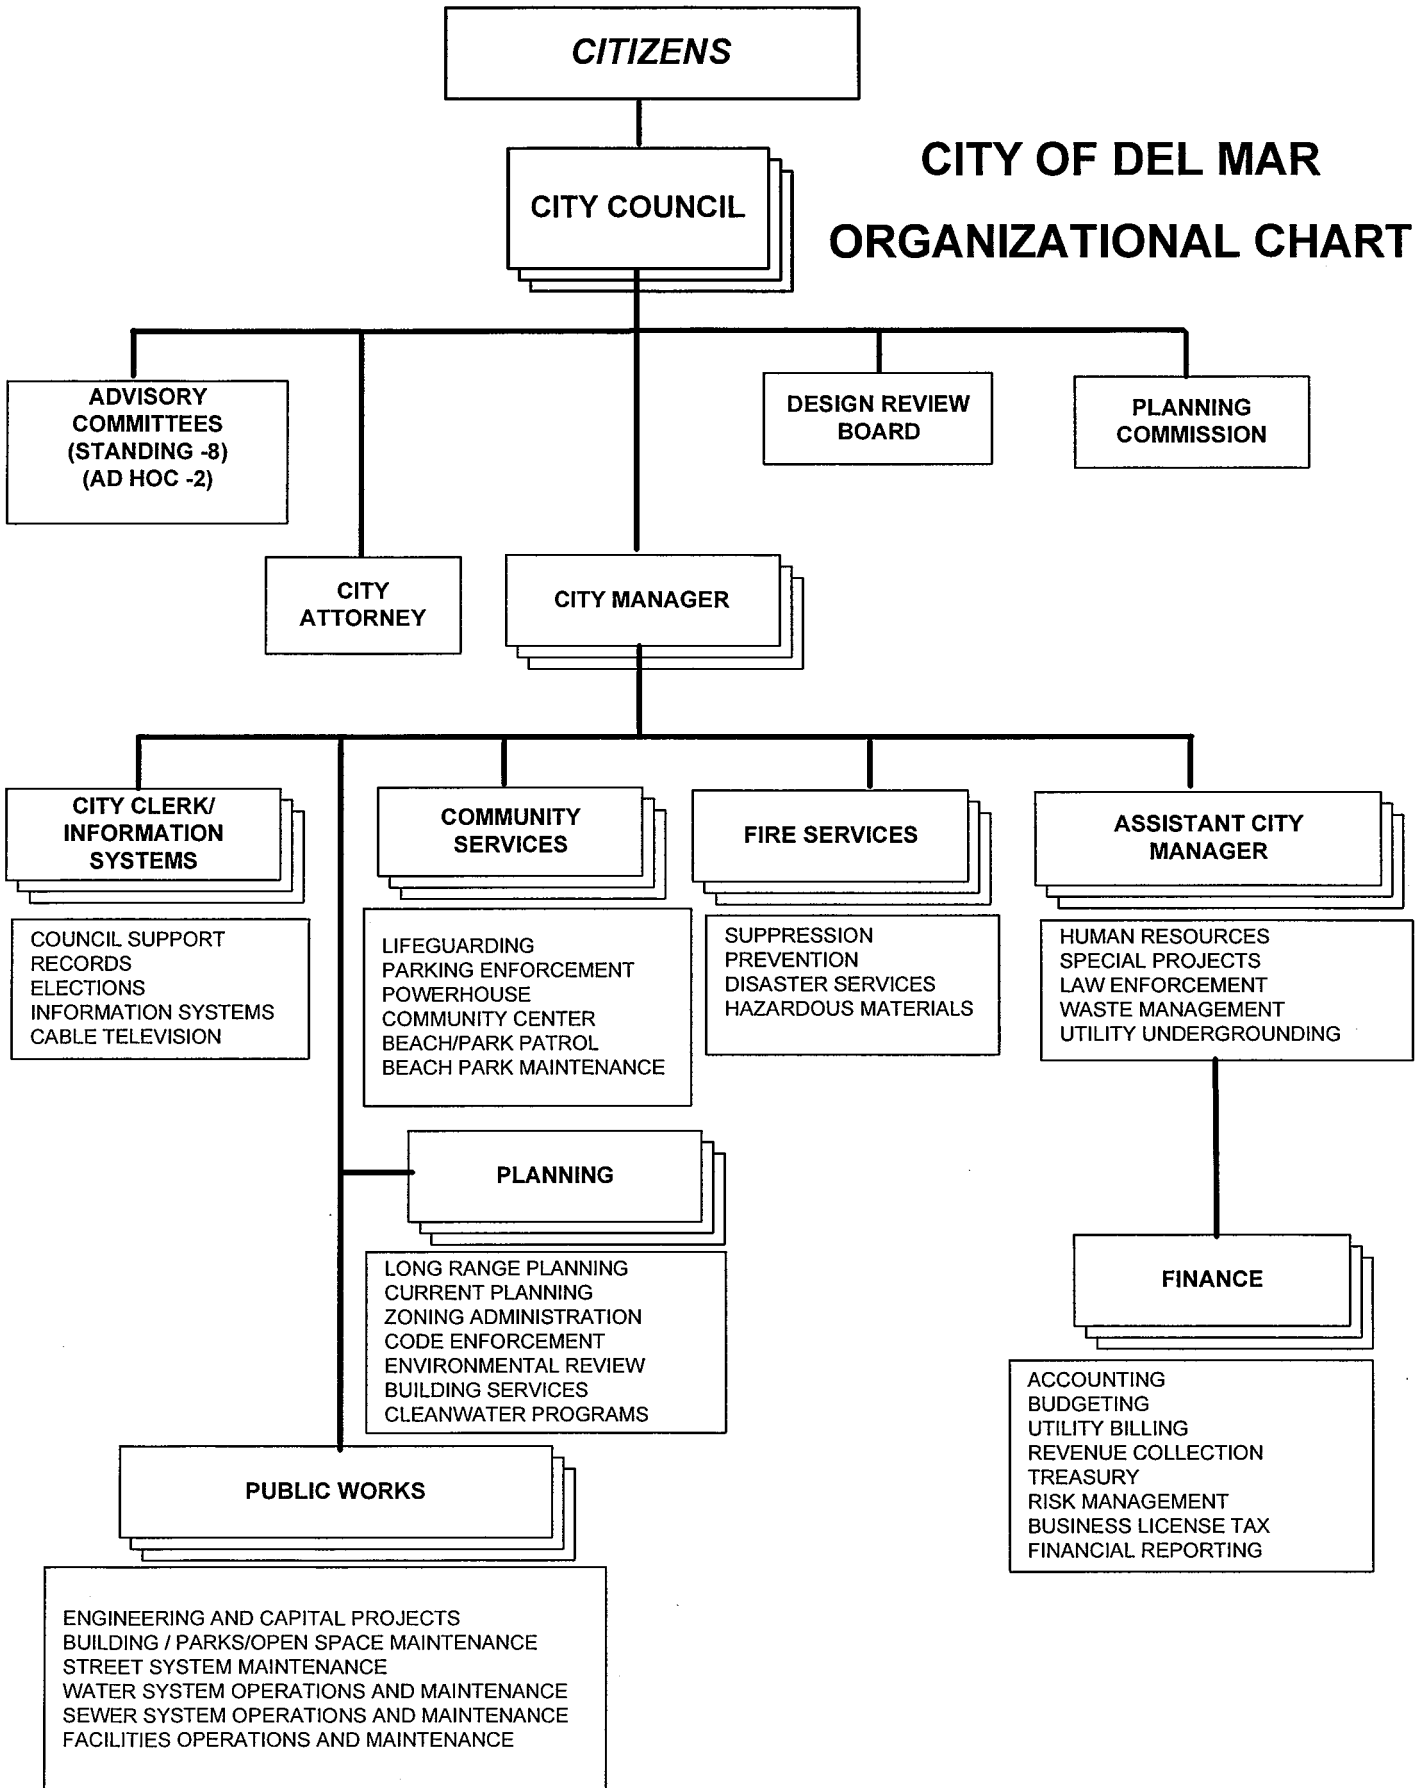 CITIZENS
CITY COUNCIL
CITY OF DEL MAR
ORGANIZATIONAL CHART
ADVISORY
COMMITTEES
(STANDING -8)
(AD HOC -2)
DESIGN REVIEW
BOARD
PLANNING
COMMISSION
CITY
ATTORNEY
CITY MANAGER
CITY CLERK/
INFORMATION
SYSTEMS
COUNCIL SUPPORT
RECORDS
ELECTIONS
INFORMATION SYSTEMS
CABLE TELEVISION
COMMUNITY
SERVICES
LIFEGUARDING
PARKING ENFORCEMENT
POWERHOUSE
COMMUNITY CENTER
BEACH/PARK PATROL
BEACH PARK MAINTENANCE
FIRE SERVICES
SUPPRESSION
PREVENTION
DISASTER SERVICES
HAZARDOUS MATERIALS
ASSISTANT CITY
MANAGER
HUMAN RESOURCES
SPECIAL PROJECTS
LAW ENFORCEMENT
WASTE MANAGEMENT
UTILITY UNDERGROUNDING
PLANNING
LONG RANGE PLANNING
CURRENT PLANNING
ZONING ADMINISTRATION
CODE ENFORCEMENT
ENVIRONMENTAL REVIEW
BUILDING SERVICES
CLEANWATER PROGRAMS
FINANCE
ACCOUNTING
BUDGETING
UTILITY BILLING
REVENUE COLLECTION
TREASURY
RISK MANAGEMENT
BUSINESS LICENSE TAX
FINANCIAL REPORTING
PUBLIC WORKS
ENGINEERING AND CAPITAL PROJECTS
BUILDING / PARKS/OPEN SPACE MAINTENANCE
STREET SYSTEM MAINTENANCE
WATER SYSTEM OPERATIONS AND MAINTENANCE
SEWER SYSTEM OPERATIONS AND MAINTENANCE
FACILITIES OPERATIONS AND MAINTENANCE